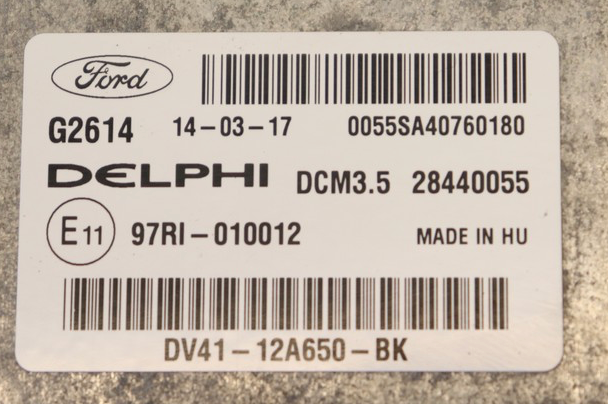 Ford
G2614 14-03-17 0055SA40760180
DELPHI DCM3.5 28440055
E11 97RI-010012 MADE IN HU
DV41-12A650-BK